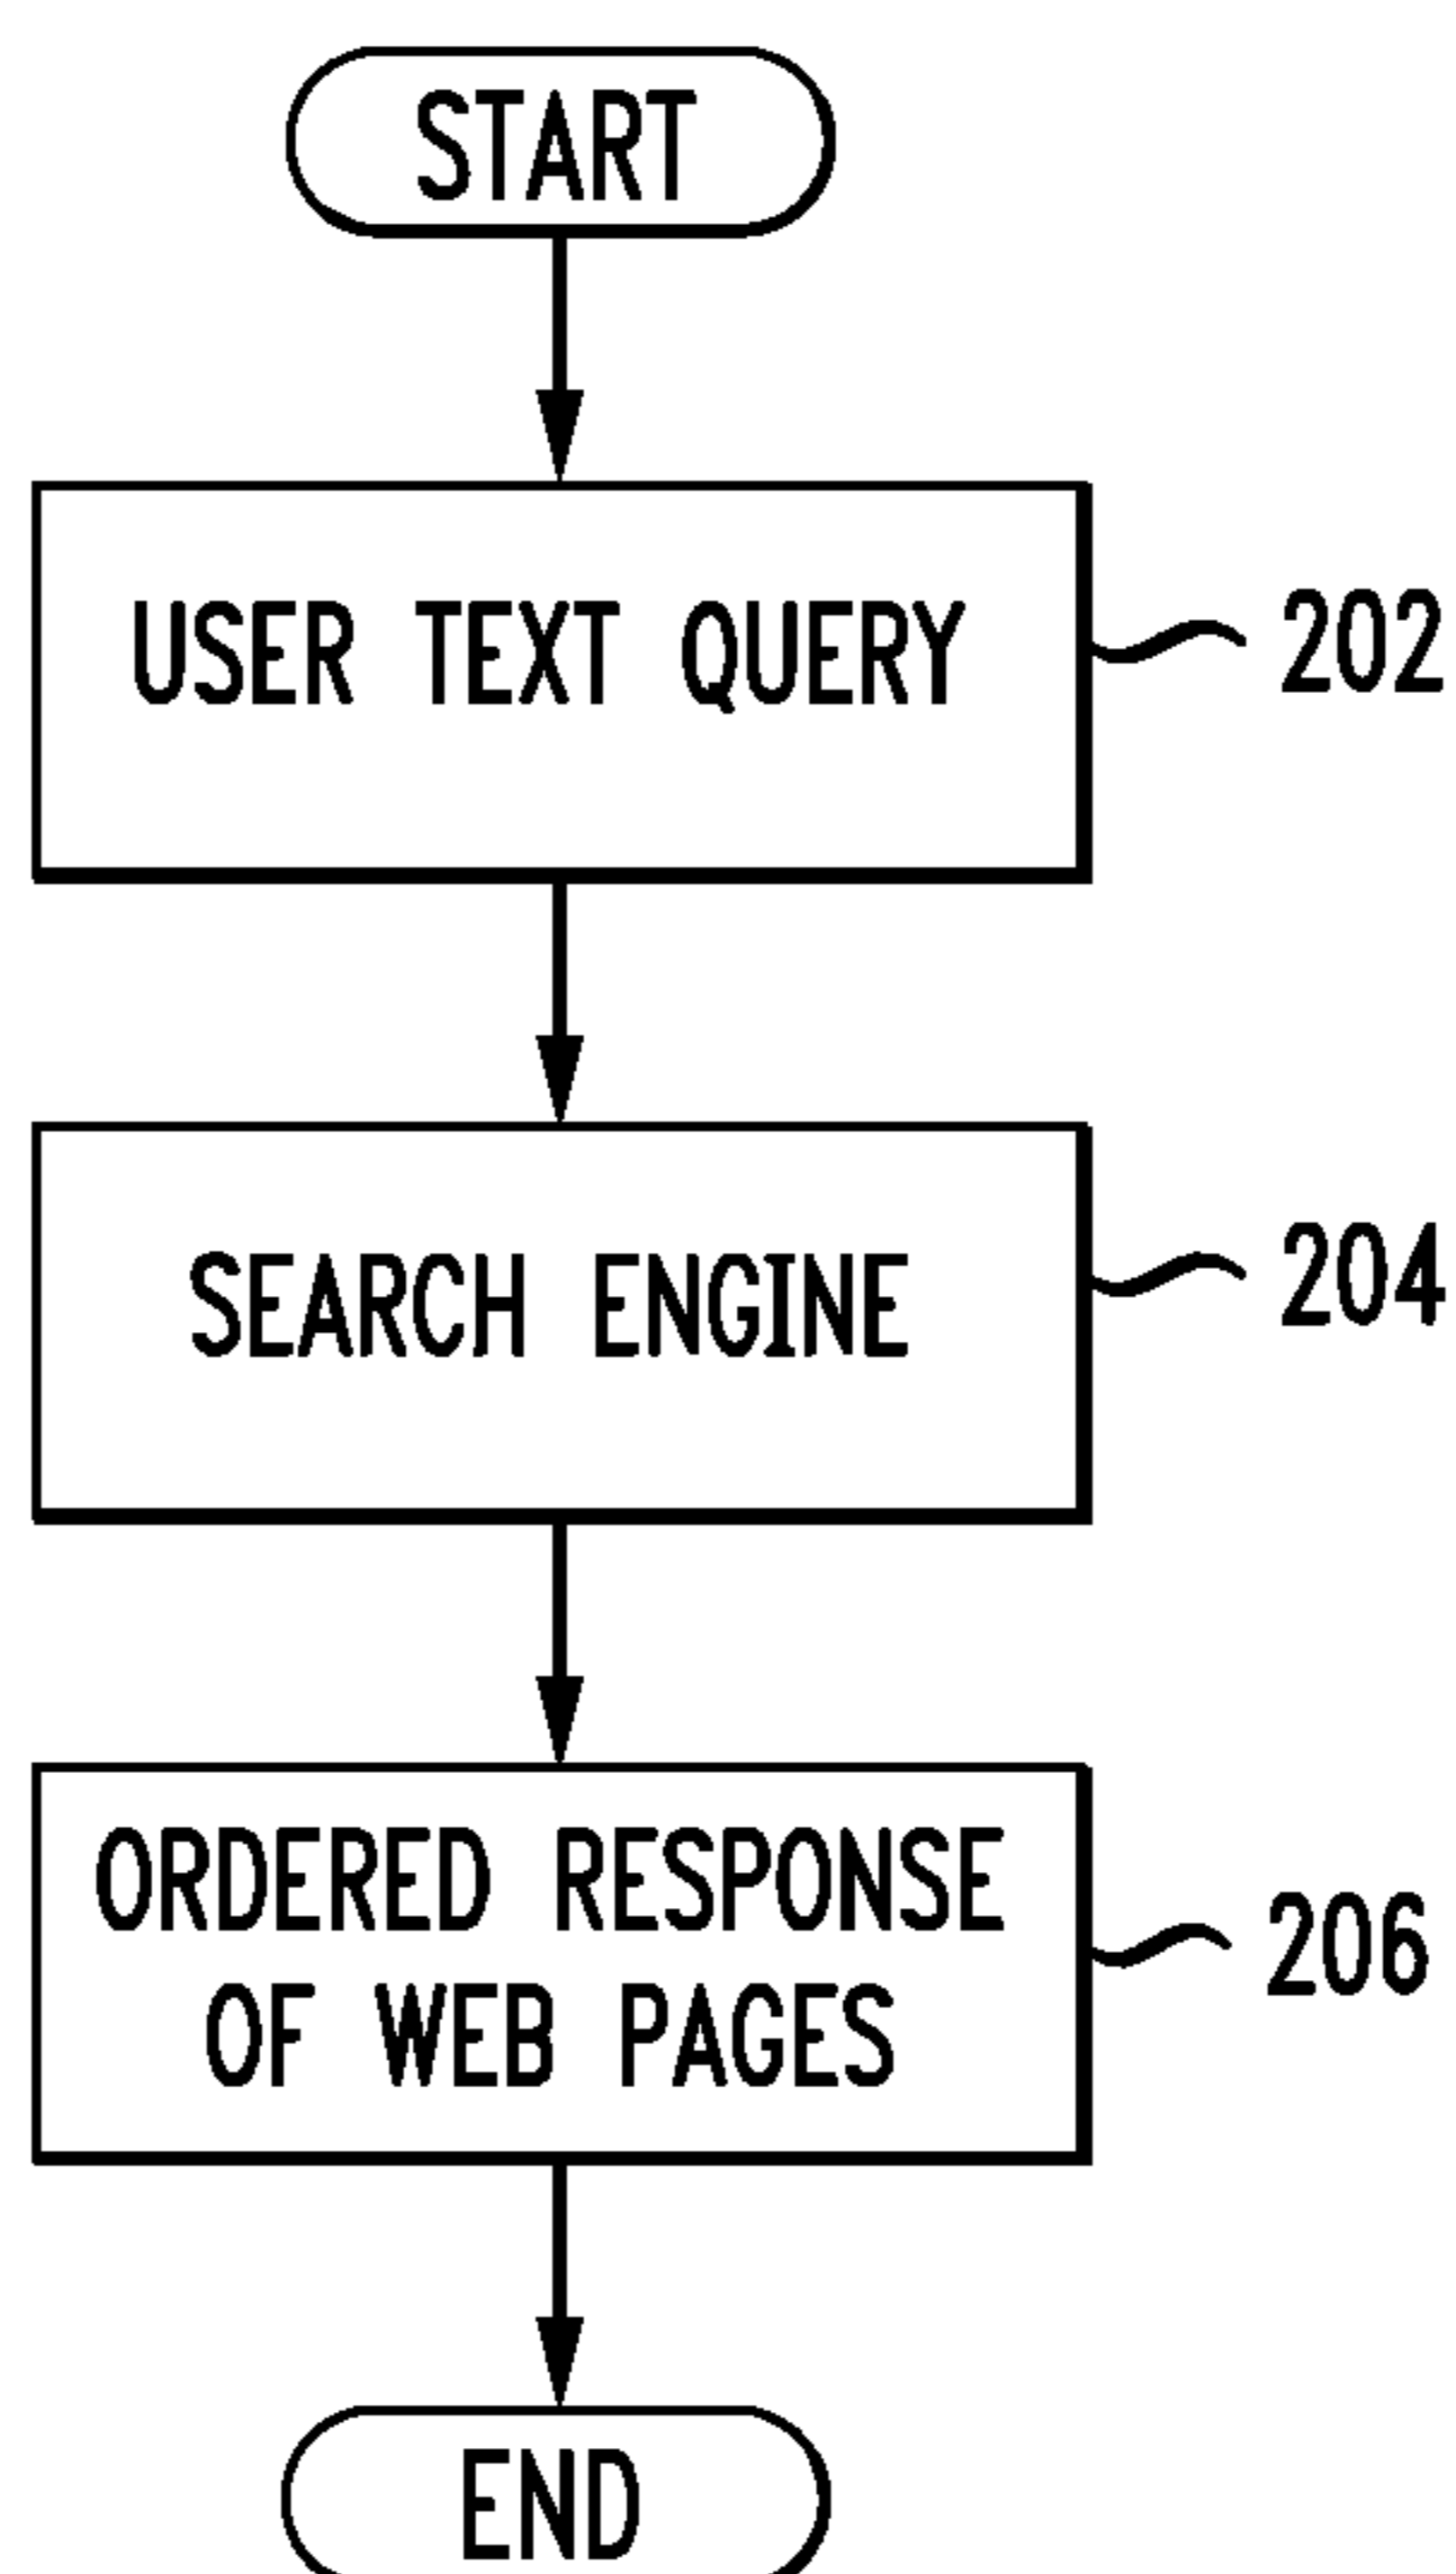 START
USER TEXT QUERY
202
SEARCH ENGINE
204
ORDERED RESPONSE
OF WEB PAGES
206
END